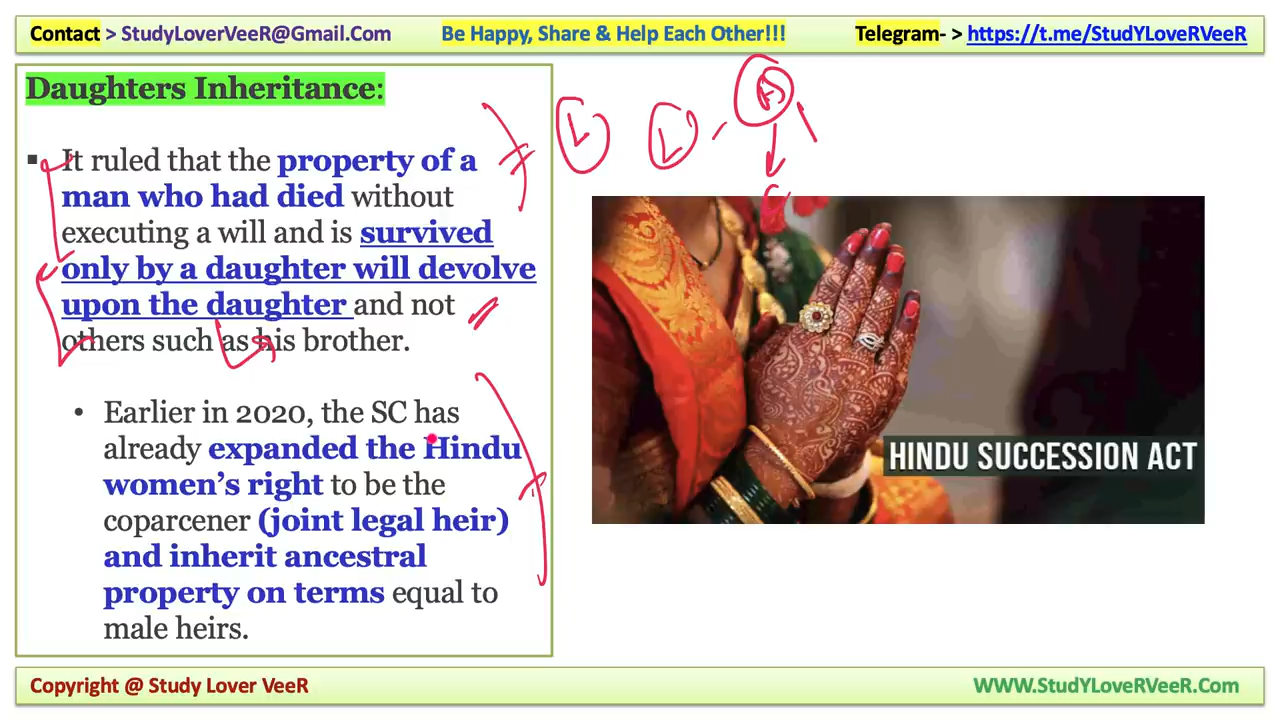 Contact > StudyLoverVeeR@Gmail.Com
Be Happy, Share & Help Each Other!!!
Telegram- > https://t.me/StudYLoveRVeeR
Daughters Inheritance:
▪ It ruled that the property of a
man who had died without
executing a will and is survived
only by a daughter will devolve
upon the daughter and not
others such as his brother.
• Earlier in 2020, the SC has
already expanded the Hindu
women’s right to be the
coparcener (joint legal heir)
and inherit ancestral
property on terms equal to
male heirs.
HINDU SUCCESSION ACT
Copyright @ Study Lover VeeR
WWW.StudYLoveRVeeR.Com